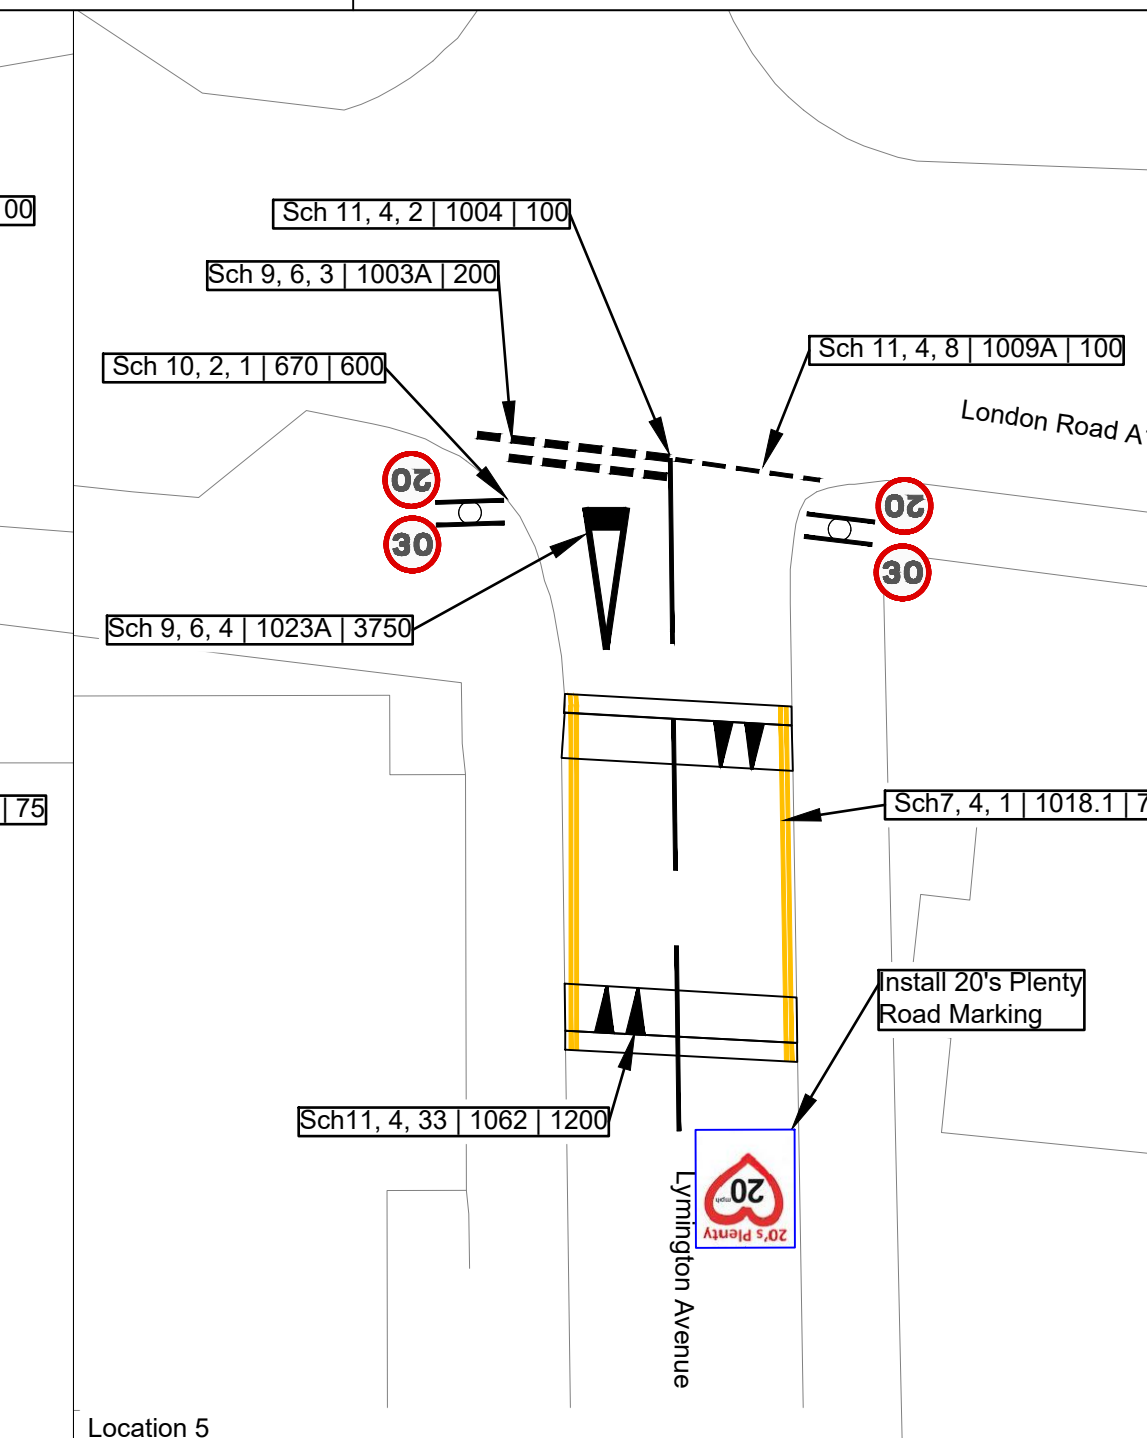 00
Sch 11, 4, 2 | 1004 | 100
Sch 9, 6, 3 | 1003A | 200
Sch 10, 2, 1 | 670 | 600
Sch 11, 4, 8 | 1009A | 100
London Road A
20
30
20
30
Sch 9, 6, 4 | 1023A | 3750
| 75
Sch7, 4, 1 | 1018.1 | 7
Install 20's Plenty
Road Marking
Sch11, 4, 33 | 1062 | 1200
20 mph
20's Plenty
Lymington Avenue
Location 5